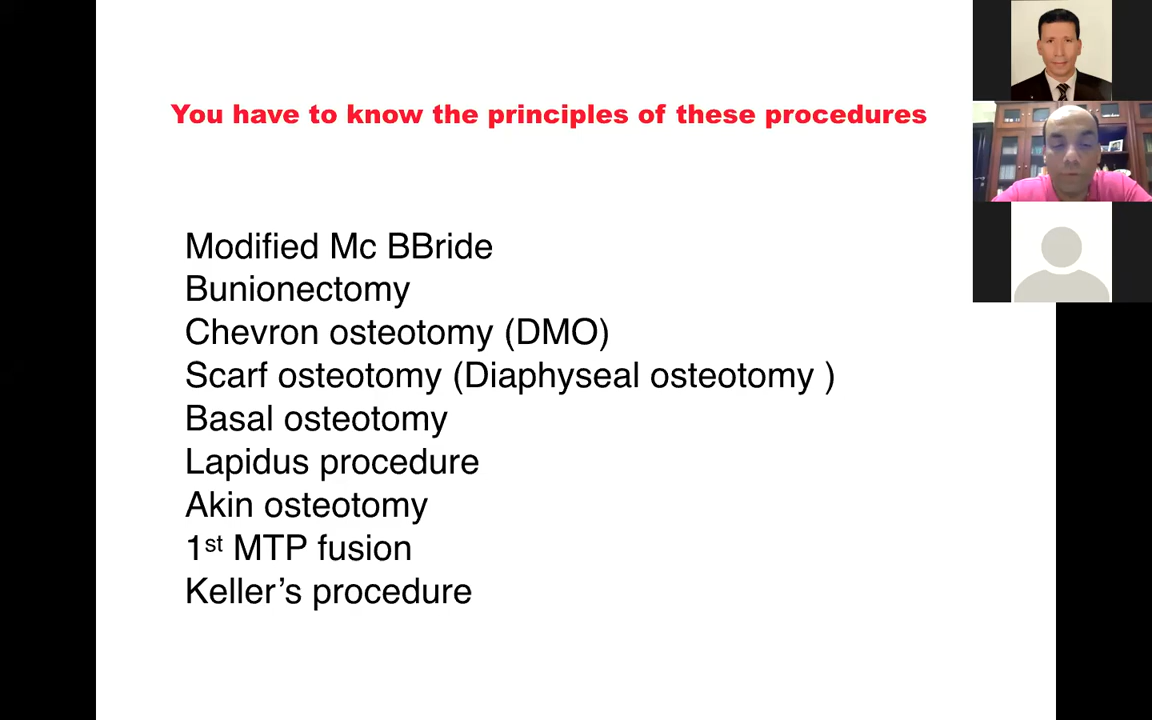 You have to know the principles of these procedures
Modified Mc BBride
Bunionectomy
Chevron osteotomy (DMO)
Scarf osteotomy (Diaphyseal osteotomy )
Basal osteotomy
Lapidus procedure
Akin osteotomy
1st MTP fusion
Keller’s procedure